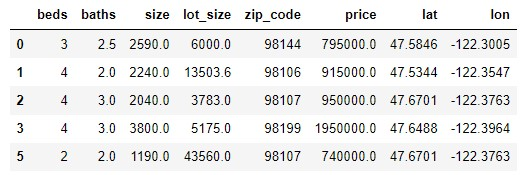 beds baths size lot_size zip_code price lat lon
0 3 2.5 2590.0 6000.0 98144 795000.0 47.5846 -122.3005
1 4 2.0 2240.0 13503.6 98106 915000.0 47.5344 -122.3547
2 4 3.0 2040.0 3783.0 98107 950000.0 47.6701 -122.3763
3 4 3.0 3800.0 5175.0 98199 1950000.0 47.6488 -122.3964
5 2 2.0 1190.0 43560.0 98107 740000.0 47.6701 -122.3763